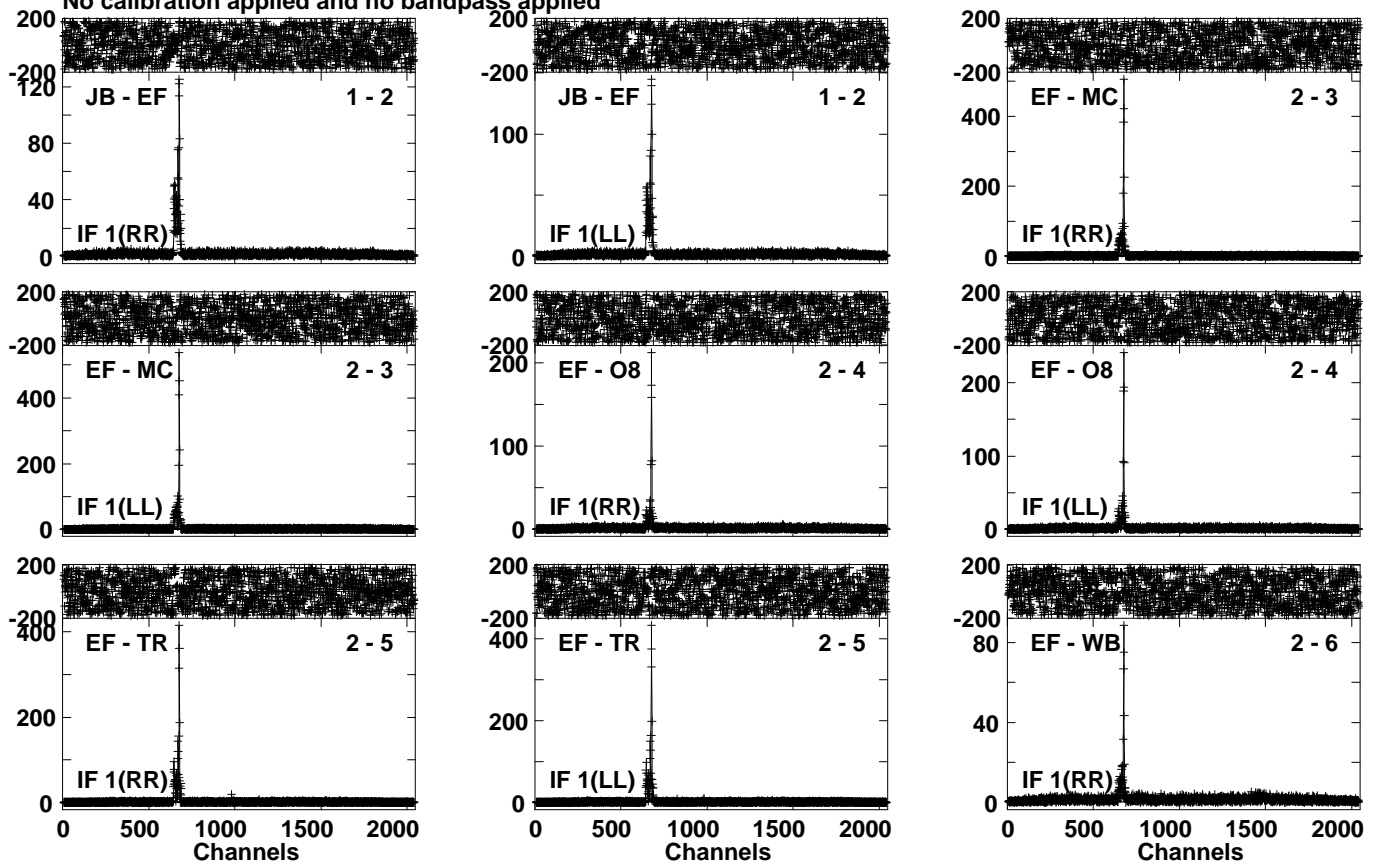 No calibration applied and no bandpass applied
200
-200
120
80
40
0
JB - EF 1 - 2
IF 1(RR)
200
-200
100
0
JB - EF 1 - 2
IF 1(LL)
200
-200
400
200
0
EF - MC 2 - 3
IF 1(RR)
200
-200
400
200
0
EF - MC 2 - 3
IF 1(LL)
200
-200
200
100
0
EF - O8 2 - 4
IF 1(RR)
200
-200
200
100
0
EF - O8 2 - 4
IF 1(LL)
200
-200
400
200
0
EF - TR 2 - 5
IF 1(RR)
0 500 1000 1500 2000
Channels
200
-200
400
200
0
EF - TR 2 - 5
IF 1(LL)
0 500 1000 1500 2000
Channels
200
-200
80
40
0
EF - WB 2 - 6
IF 1(RR)
0 500 1000 1500 2000
Channels